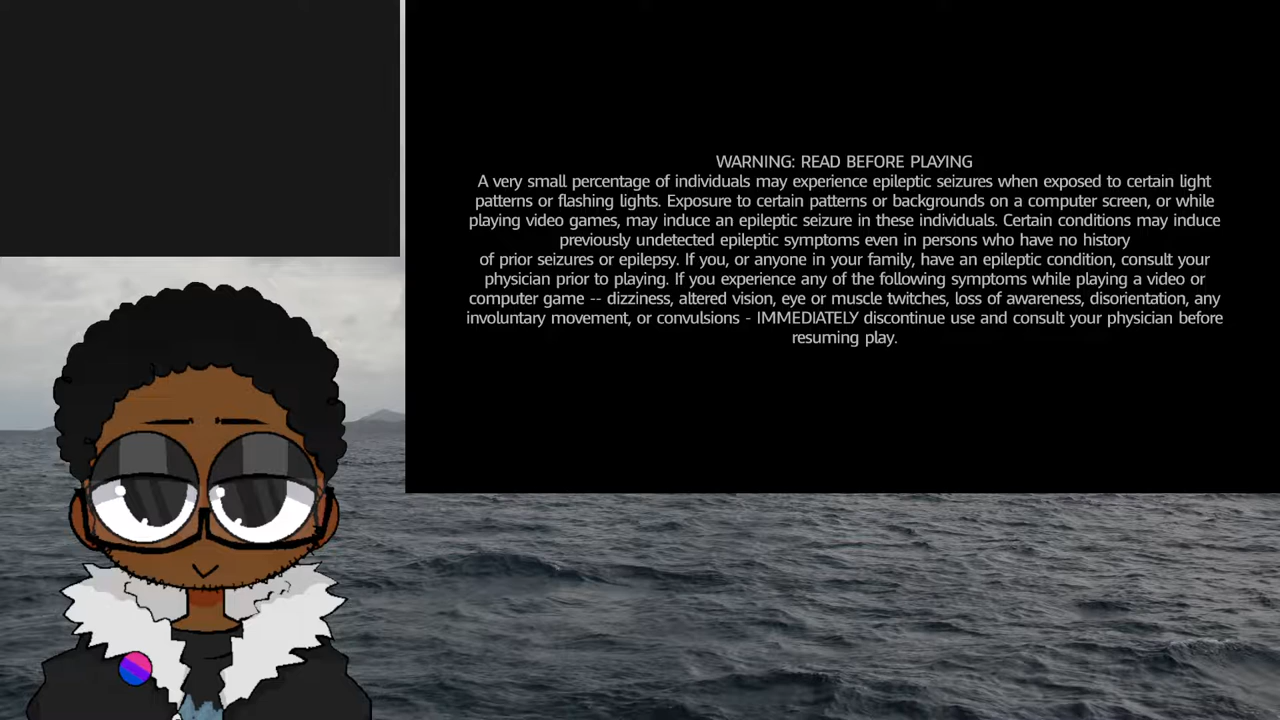 WARNING: READ BEFORE PLAYING
A very small percentage of individuals may experience epileptic seizures when exposed to certain light
patterns or flashing lights. Exposure to certain patterns or backgrounds on a computer screen, or while
playing video games, may induce an epileptic seizure in these individuals. Certain conditions may induce
previously undetected epileptic symptoms even in persons who have no history
of prior seizures or epilepsy. If you, or anyone in your family, have an epileptic condition, consult your
physician prior to playing. If you experience any of the following symptoms while playing a video or
computer game -- dizziness, altered vision, eye or muscle twitches, loss of awareness, disorientation, any
involuntary movement, or convulsions - IMMEDIATELY discontinue use and consult your physician before
resuming play.